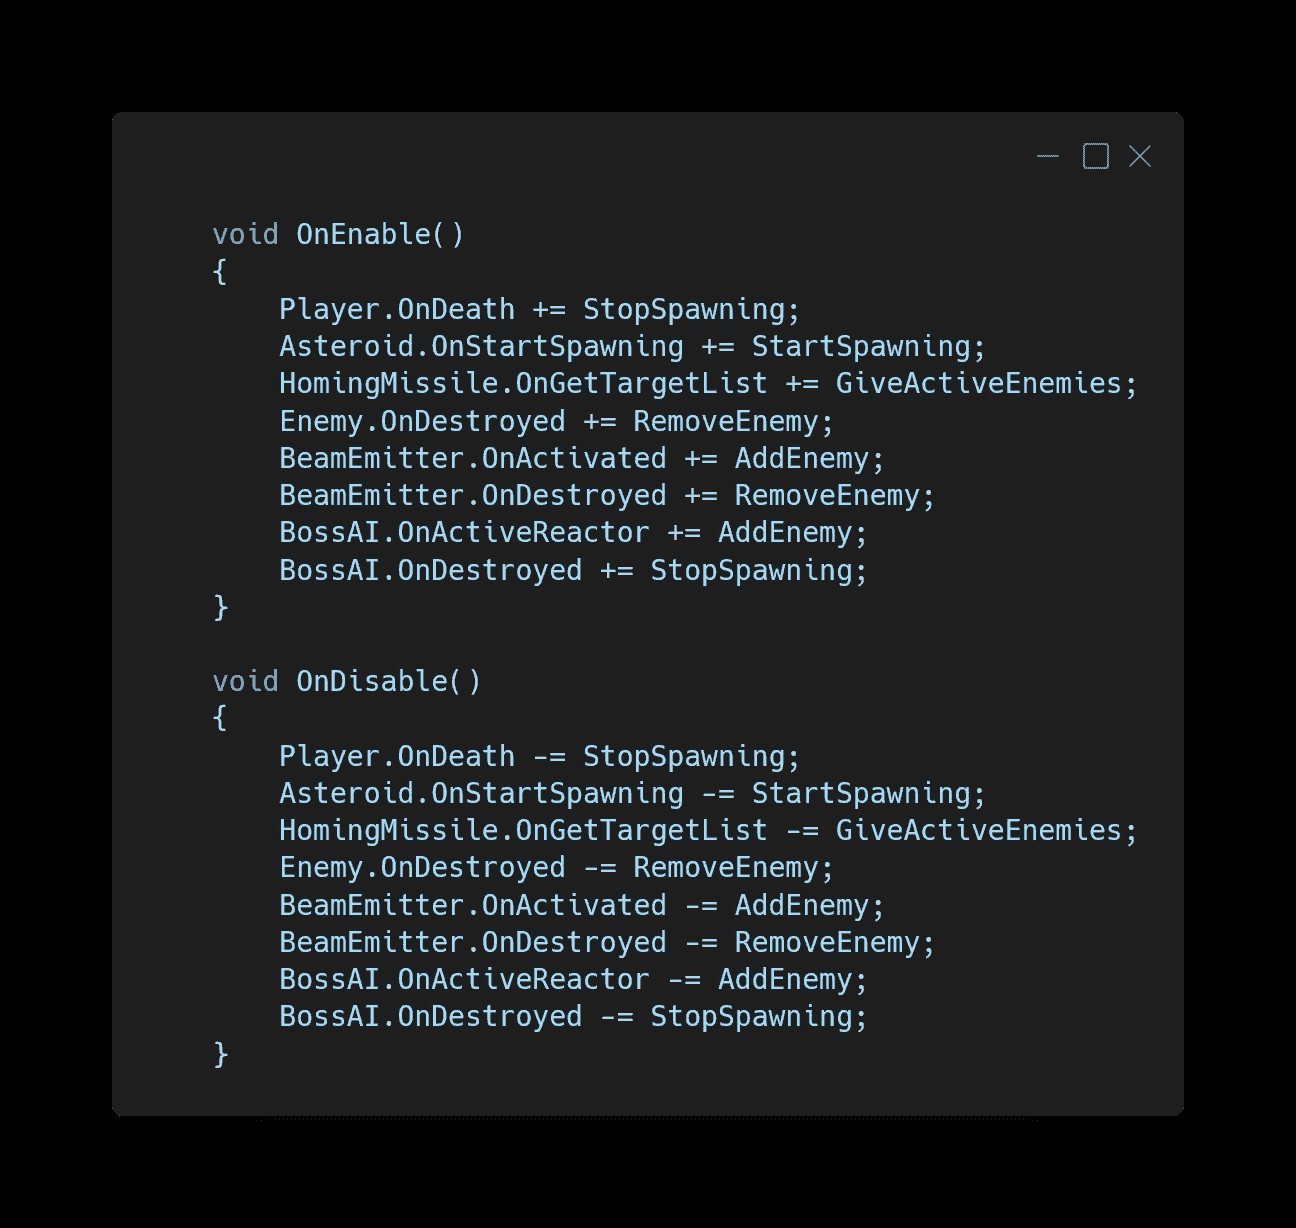 void OnEnable()
{
    Player.OnDeath += StopSpawning;
    Asteroid.OnStartSpawning += StartSpawning;
    HomingMissile.OnGetTargetList += GiveActiveEnemies;
    Enemy.OnDestroyed += RemoveEnemy;
    BeamEmitter.OnActivated += AddEnemy;
    BeamEmitter.OnDestroyed += RemoveEnemy;
    BossAI.OnActiveReactor += AddEnemy;
    BossAI.OnDestroyed += StopSpawning;
}

void OnDisable()
{
    Player.OnDeath -= StopSpawning;
    Asteroid.OnStartSpawning -= StartSpawning;
    HomingMissile.OnGetTargetList -= GiveActiveEnemies;
    Enemy.OnDestroyed -= RemoveEnemy;
    BeamEmitter.OnActivated -= AddEnemy;
    BeamEmitter.OnDestroyed -= RemoveEnemy;
    BossAI.OnActiveReactor -= AddEnemy;
    BossAI.OnDestroyed -= StopSpawning;
}